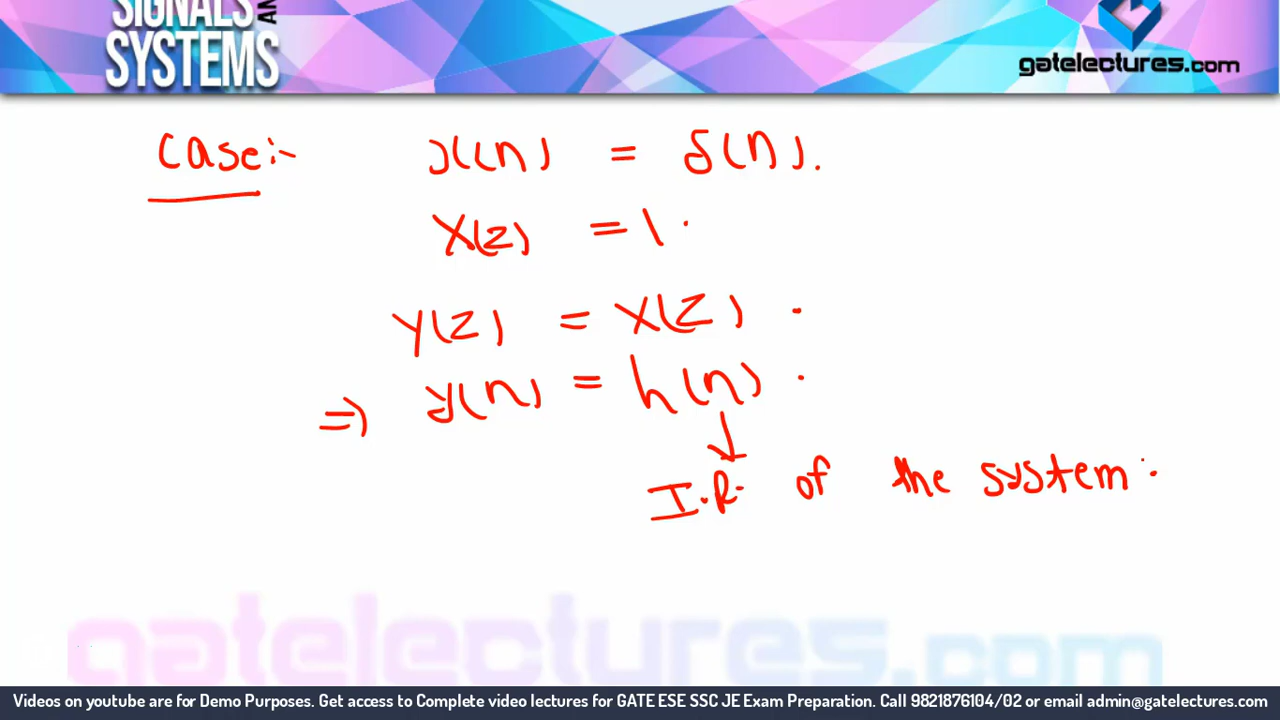 SIGNALS AN
SYSTEMS
gatelectures.com
Case:-
x(n) = δ(n).
X(z) = 1.
Y(z) = X(z).
⇒ y(n) = h(n).
↓
I.R. of the system.
gatelectures.com
Videos on youtube are for Demo Purposes. Get access to Complete video lectures for GATE ESE SSC JE Exam Preparation. Call 9821876104/02 or email admin@gatelectures.com